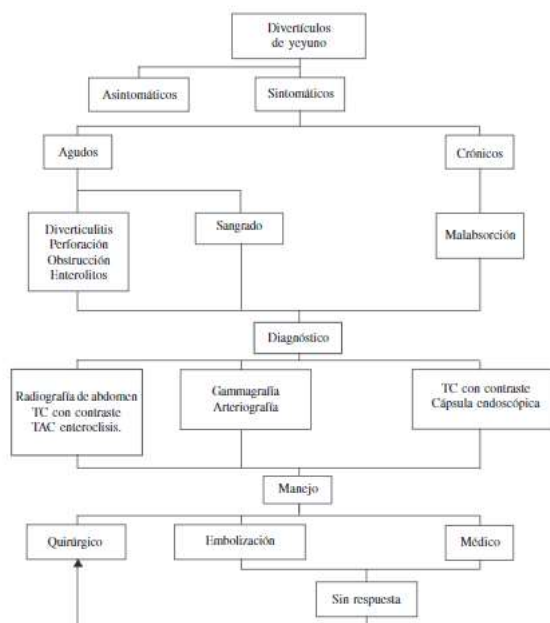 Divertículos
de yeyuno
Asintomáticos
Sintomáticos
Agudos
Crónicos
Diverticulitis
Perforación
Obstrucción
Enterolitos
Sangrado
Malabsorción
Diagnóstico
Radiografía de abdomen
TC con contraste
TAC enteroclisis.
Gammagrafía
Arteriografía
TC con contraste
Cápsula endoscópica
Manejo
Quirúrgico
Embolización
Médico
Sin respuesta